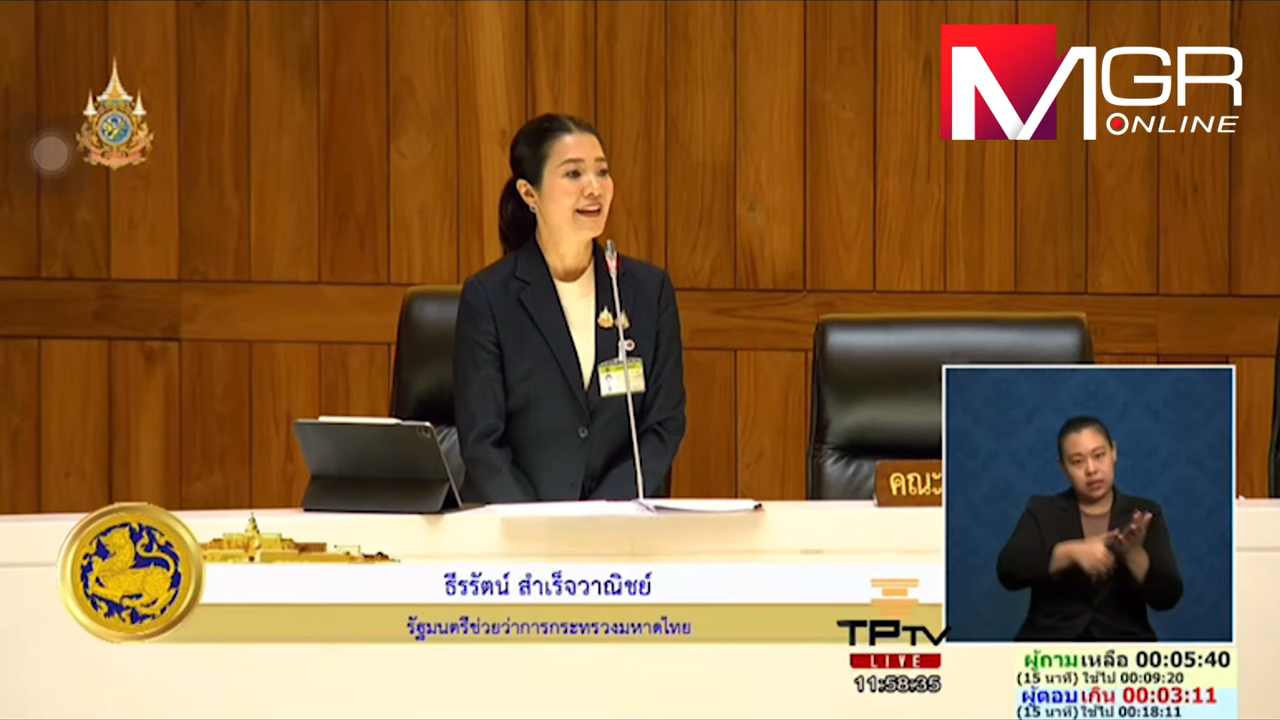 MGR
ONLINE
คณะ
ธีรรัตน์ สำเร็จวาณิชย์
รัฐมนตรีช่วยว่าการกระทรวงมหาดไทย
TPTV
LIVE
11:58:35
ผู้ถามเหลือ 00:05:40
(15 นาที) ใช้ไป 00:09:20
ผู้ตอบเกิน 00:03:11
(15 นาที) ใช้ไป 00:18:11